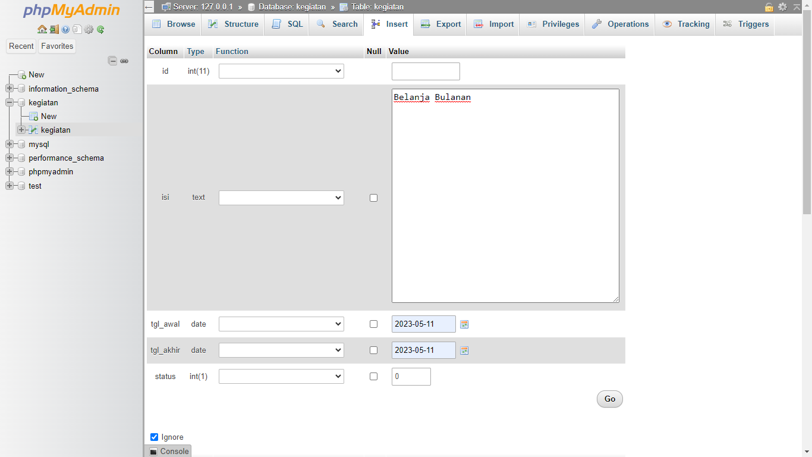 phpMyAdmin
Recent Favorites
New
information_schema
kegiatan
New
kegiatan
mysql
performance_schema
phpmyadmin
test
Server: 127.0.0.1 » Database: kegiatan » Table: kegiatan
Browse Structure SQL Search Insert Export Import Privileges Operations Tracking Triggers
Column Type Function Null Value
id int(11)
isi text Belanja Bulanan
tgl_awal date 2023-05-11
tgl_akhir date 2023-05-11
status int(1) 0
Go
Ignore
Console